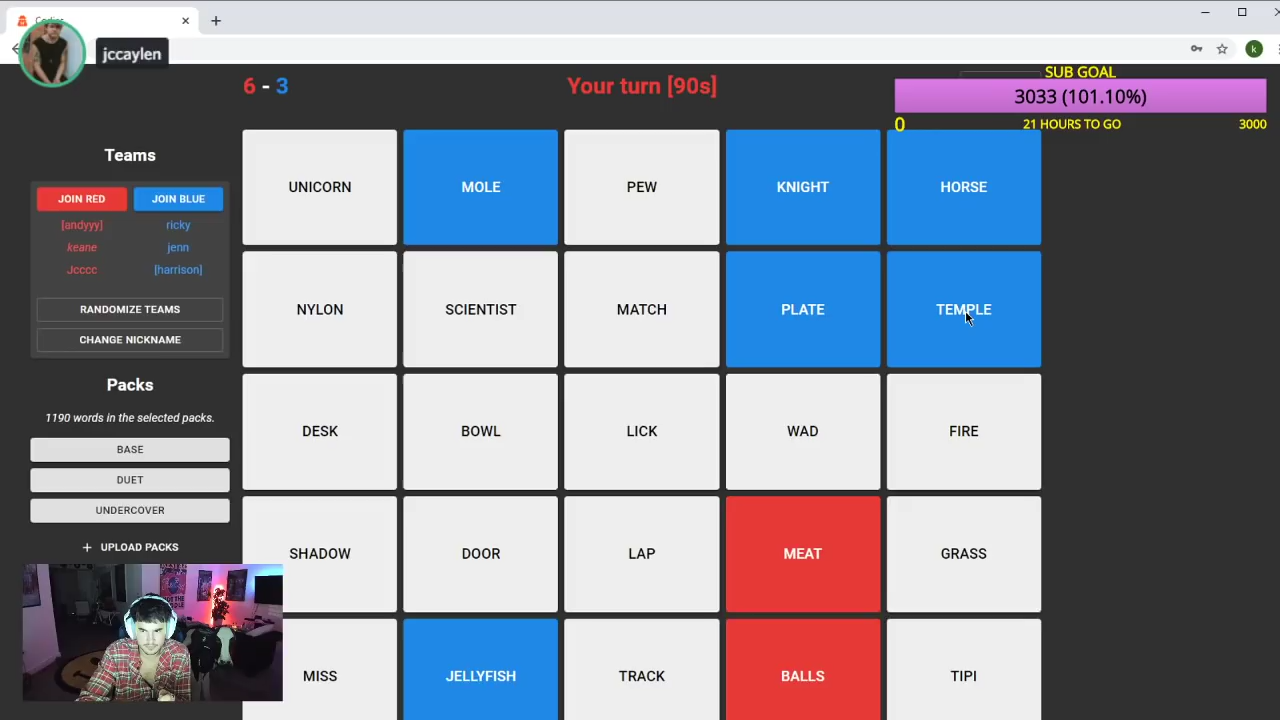 jccaylen
k
6 - 3
Your turn [90s]
SUB GOAL
3033 (101.10%)
0
21 HOURS TO GO
3000
Teams
JOIN RED
JOIN BLUE
[andyyy]
ricky
keane
jenn
Jcccc
[harrison]
RANDOMIZE TEAMS
CHANGE NICKNAME
Packs
1190 words in the selected packs.
BASE
DUET
UNDERCOVER
+ UPLOAD PACKS
UNICORN
MOLE
PEW
KNIGHT
HORSE
NYLON
SCIENTIST
MATCH
PLATE
TEMPLE
DESK
BOWL
LICK
WAD
FIRE
SHADOW
DOOR
LAP
MEAT
GRASS
MISS
JELLYFISH
TRACK
BALLS
TIPI